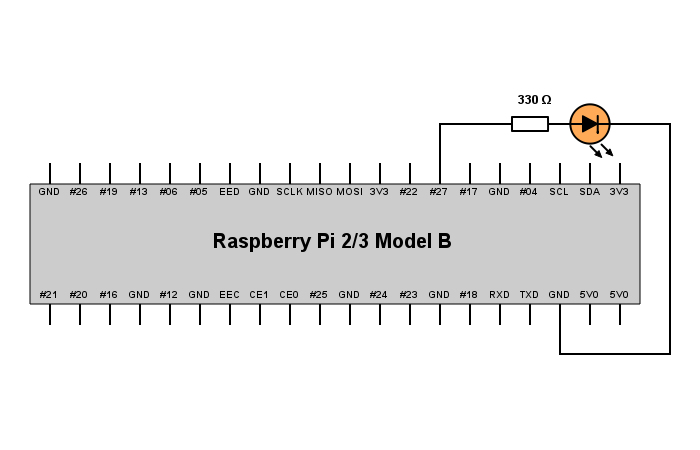 330 Ω
GND #26 #19 #13 #06 #05 EED GND SCLK MISO MOSI 3V3 #22 #27 #17 GND #04 SCL SDA 3V3
Raspberry Pi 2/3 Model B
#21 #20 #16 GND #12 GND EEC CE1 CE0 #25 GND #24 #23 GND #18 RXD TXD GND 5V0 5V0